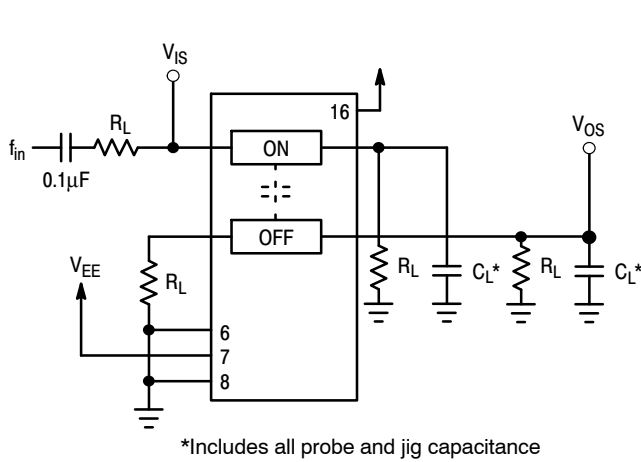 V_IS
16
R_L
f_in
0.1μF
ON
V_OS
OFF
V_EE
R_L
R_L
C_L*
R_L
C_L*
6
7
8
*Includes all probe and jig capacitance